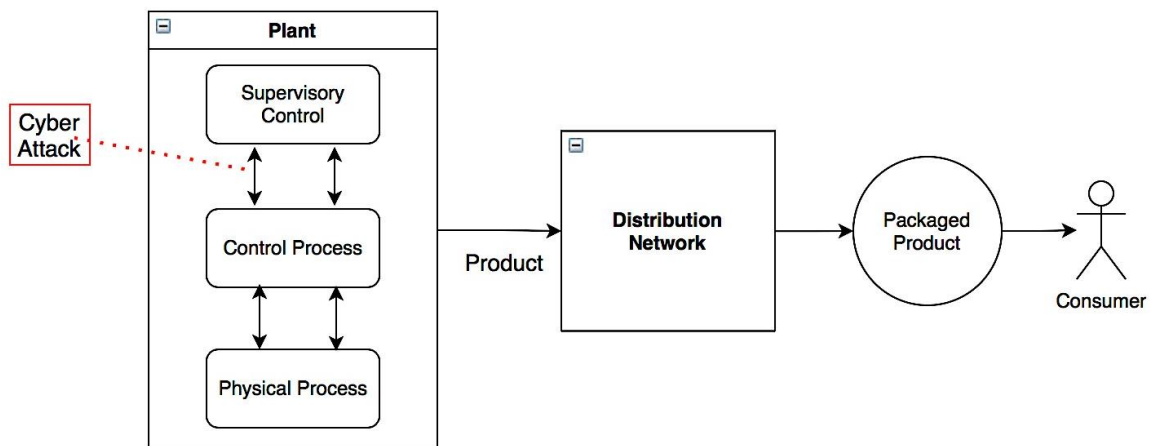 Plant
Supervisory
Control
Cyber
Attack
Control Process
Physical Process
Product
Distribution
Network
Packaged
Product
Consumer